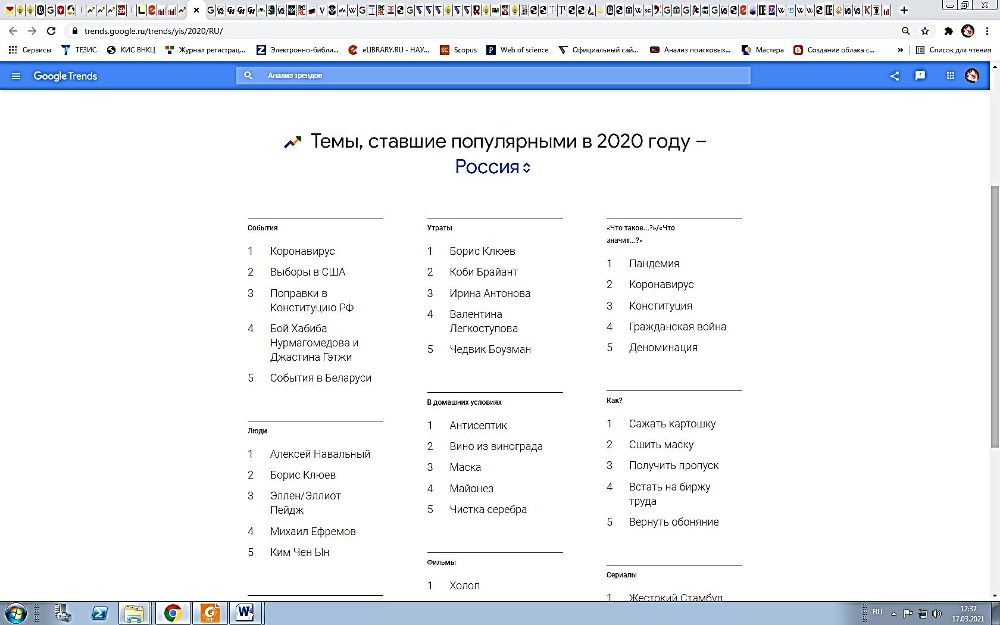 trends.google.ru/trends/yis/2020/RU/
Сервисы
ТЕЗИС
КИС ВНКЦ
Журнал регистрац...
Электронно-библи...
eLIBRARY.RU - НАУ...
Scopus
Web of science
Официальный сай...
Анализ поисковых...
Мастера
Создание облака с...
»
Список для чтения
Google Trends
Анализ трендов
Темы, ставшие популярными в 2020 году –
Россия
События
1 Коронавирус
2 Выборы в США
3 Поправки в
Конституцию РФ
4 Бой Хабиба
Нурмагомедова и
Джастина Гэтжи
5 События в Беларуси
Люди
1 Алексей Навальный
2 Борис Клюев
3 Эллен/Эллиот
Пейдж
4 Михаил Ефремов
5 Ким Чен Ын
Утраты
1 Борис Клюев
2 Коби Брайант
3 Ирина Антонова
4 Валентина
Легкоступова
5 Чедвик Боузман
В домашних условиях
1 Антисептик
2 Вино из винограда
3 Маска
4 Майонез
5 Чистка серебра
Фильмы
1 Холоп
«Что такое...?»/«Что
значит...?»
1 Пандемия
2 Коронавирус
3 Конституция
4 Гражданская война
5 Деноминация
Как?
1 Сажать картошку
2 Сшить маску
3 Получить пропуск
4 Встать на биржу
труда
5 Вернуть обоняние
Сериалы
1 Жестокий Стамбул
RU
12:37
17.03.2021